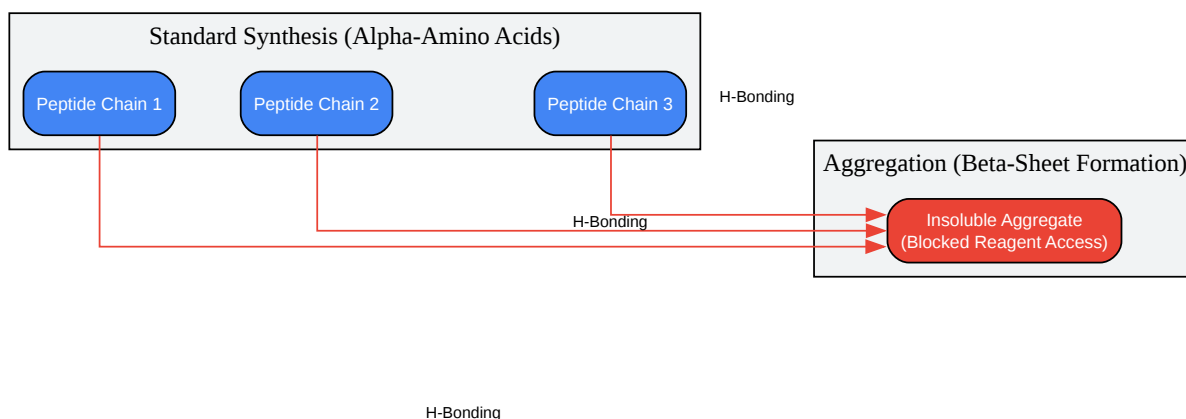 Standard Synthesis (Alpha-Amino Acids)
Peptide Chain 1
Peptide Chain 2
Peptide Chain 3
H-Bonding
Aggregation (Beta-Sheet Formation)
Insoluble Aggregate
(Blocked Reagent Access)
H-Bonding
H-Bonding